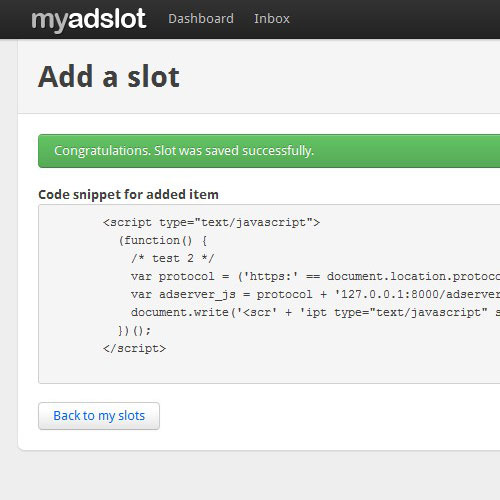 myadslot Dashboard Inbox
Add a slot
Congratulations. Slot was saved successfully.
Code snippet for added item
<script type="text/javascript">
(function() {
/* test 2 */
var protocol = ('https:' == document.location.protoco
var adserver_js = protocol + '127.0.0.1:8000/adserver
document.write('<scr' + 'ipt type="text/javascript" s
})();
</script>
Back to my slots